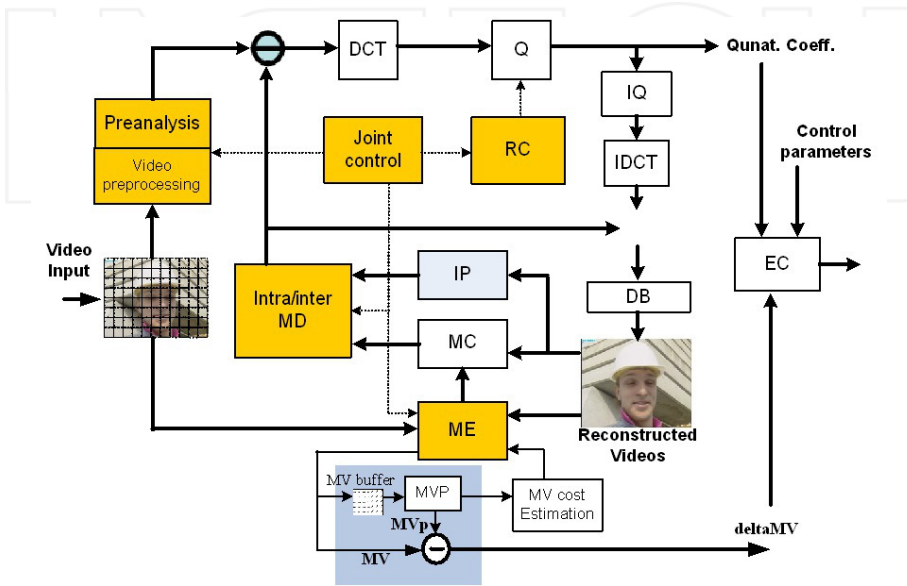 DCT
Q
Qunat. Coeff.
IQ
Preanalysis
Video
preprocessing
Joint
control
RC
IDCT
Control
parameters
Video
Input
Intra/inter
MD
IP
DB
EC
MC
ME
Reconstructed
Videos
MV buffer
MVP
MV cost
Estimation
MVp
MV
deltaMV